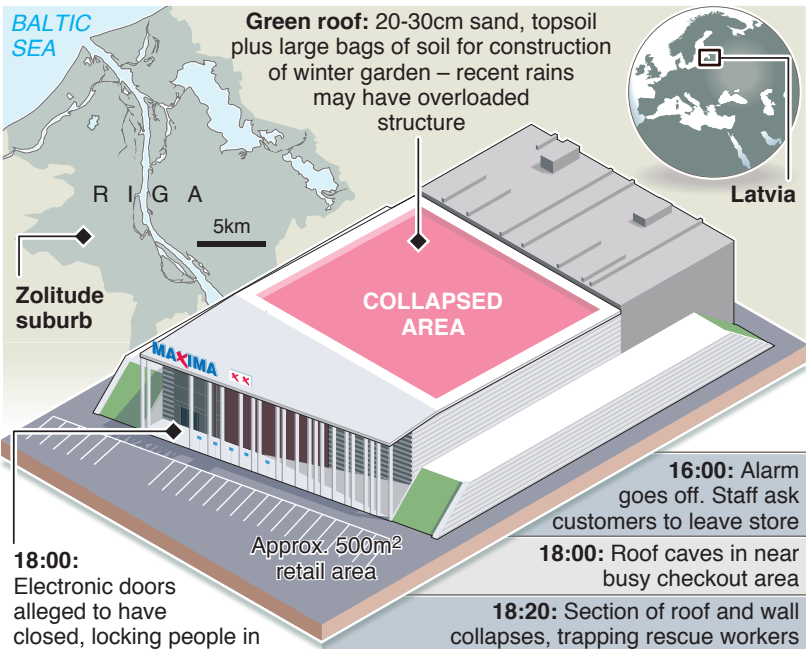 BALTIC
SEA
Green roof: 20-30cm sand, topsoil
plus large bags of soil for construction
of winter garden – recent rains
may have overloaded
structure
Latvia
RIGA
5km
Zolitude
suburb
COLLAPSED
AREA
MAXIMA
XX
Approx. 500m²
retail area
18:00:
Electronic doors
alleged to have
closed, locking people in
16:00: Alarm
goes off. Staff ask
customers to leave store
18:00: Roof caves in near
busy checkout area
18:20: Section of roof and wall
collapses, trapping rescue workers